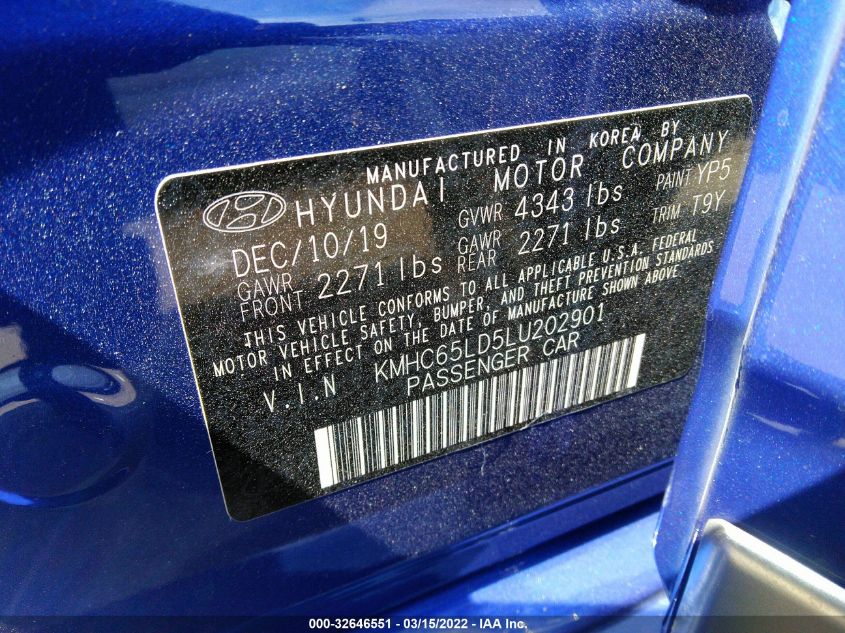 MANUFACTURED IN KOREA BY
HYUNDAI MOTOR COMPANY
DEC/10/19 GVWR 4343 lbs PAINT YP5
GAWR FRONT 2271 lbs GAWR REAR 2271 lbs TRIM T9Y
THIS VEHICLE CONFORMS TO ALL APPLICABLE U.S.A. FEDERAL
MOTOR VEHICLE SAFETY, BUMPER, AND THEFT PREVENTION STANDARDS
IN EFFECT ON THE DATE OF MANUFACTURE SHOWN ABOVE.
V.I.N KMHC65LD5LU202901
PASSENGER CAR
000-32646551 - 03/15/2022 - IAA Inc.